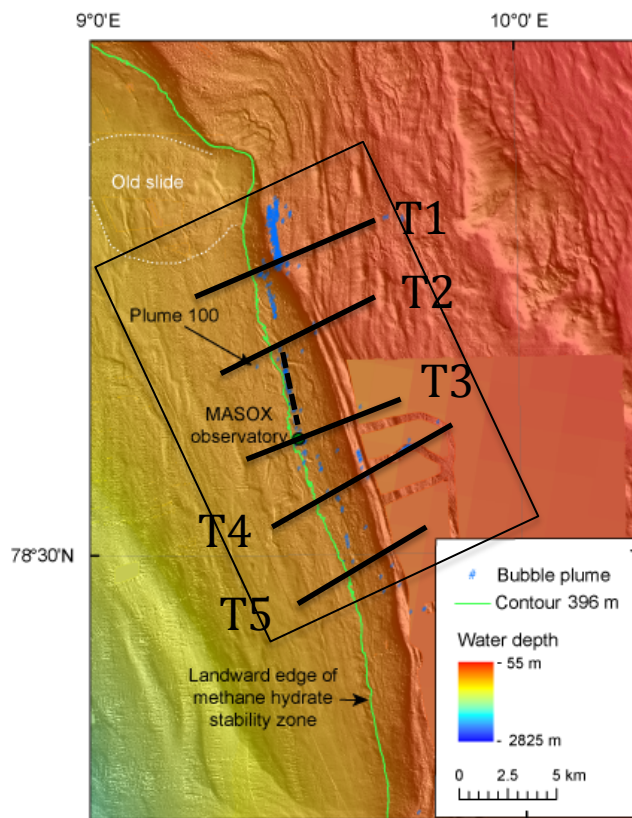 9°0' E
10°0' E
Old slide
T1
T2
Plume 100
T3
MASOX
observatory
T4
78°30'N
T5
Landward edge of
methane hydrate
stability zone
# Bubble plume
Contour 396 m
Water depth
- 55 m
- 2825 m
0 2.5 5 km